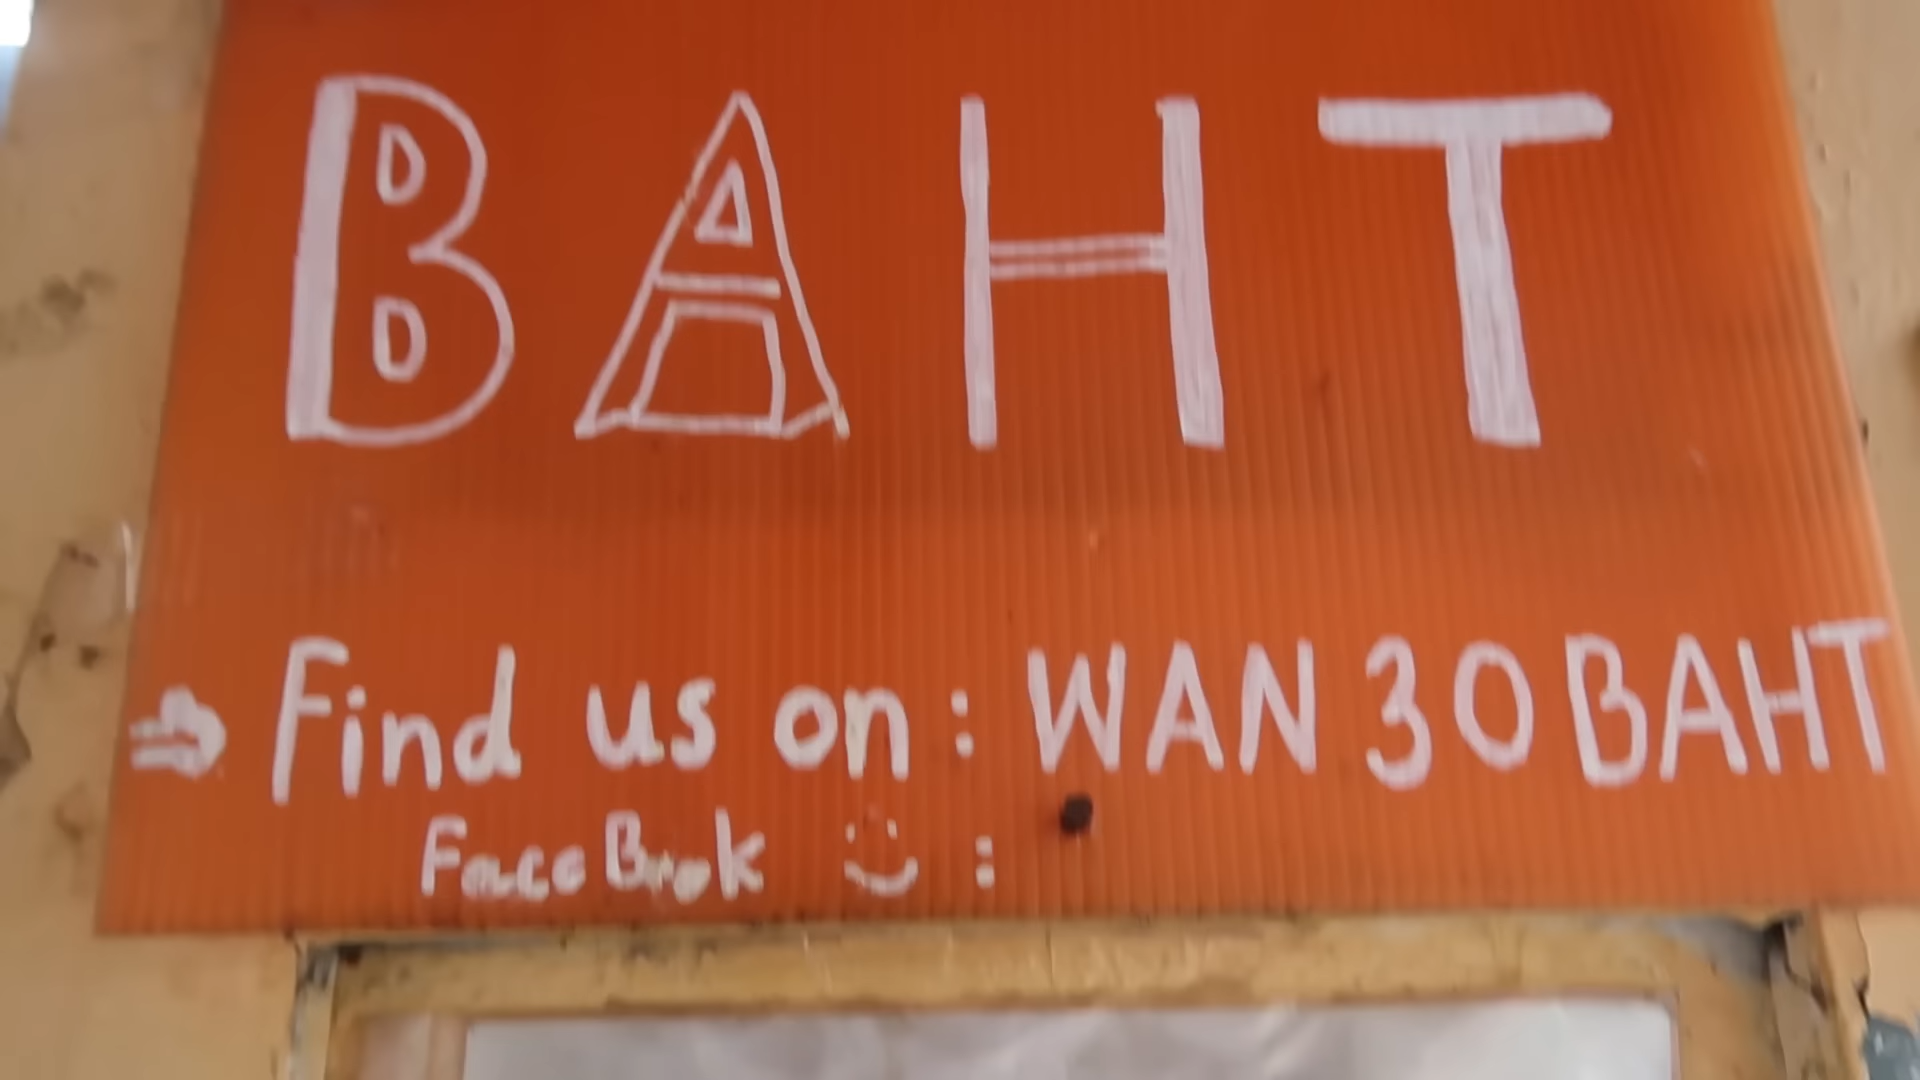 BAHT
⇒ Find us on : WAN 30 BAHT
FaceBook :